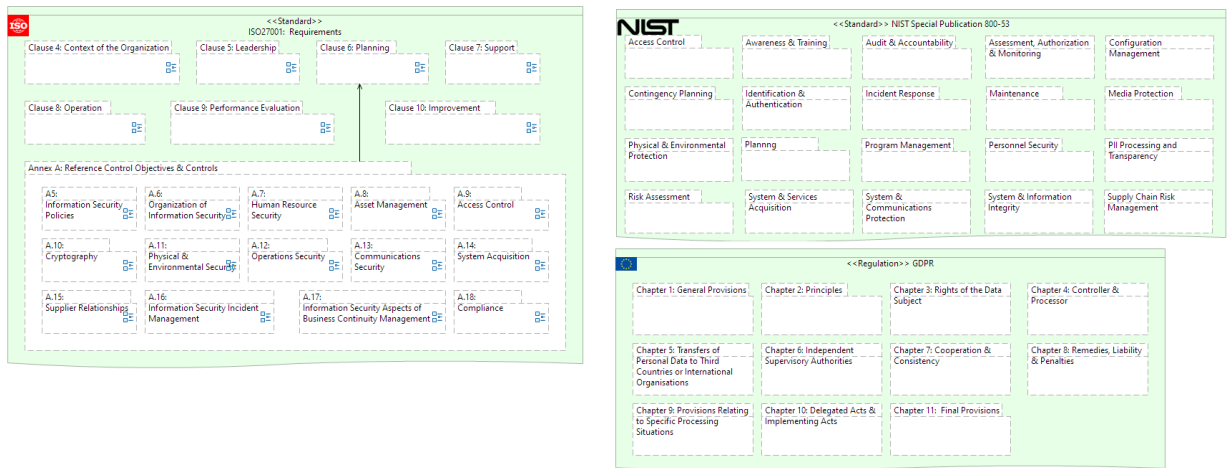 ISO
<<Standard>>
ISO27001: Requirements
Clause 4: Context of the Organization
Clause 5: Leadership
Clause 6: Planning
Clause 7: Support
Clause 8: Operation
Clause 9: Performance Evaluation
Clause 10: Improvement
Annex A: Reference Control Objectives & Controls
A5:
Information Security
Policies
A.6:
Organization of
Information Security
A.7:
Human Resource
Security
A.8:
Asset Management
A.9:
Access Control
A.10:
Cryptography
A.11:
Physical &
Environmental Security
A.12:
Operations Security
A.13:
Communications
Security
A.14:
System Acquisition
A.15:
Supplier Relationships
A.16:
Information Security Incident
Management
A.17:
Information Security Aspects of
Business Continuity Management
A.18:
Compliance
NIST
<<Standard>> NIST Special Publication 800-53
Access Control
Awareness & Training
Audit & Accountability
Assessment, Authorization
& Monitoring
Configuration
Management
Contingency Planning
Identification &
Authentication
Incident Response
Maintenance
Media Protection
Physical & Environmental
Protection
Planning
Program Management
Personnel Security
PII Processing and
Transparency
Risk Assessment
System & Services
Acquisition
System &
Communications
Protection
System & Information
Integrity
Supply Chain Risk
Management
<<Regulation>> GDPR
Chapter 1: General Provisions
Chapter 2: Principles
Chapter 3: Rights of the Data
Subject
Chapter 4: Controller &
Processor
Chapter 5: Transfers of
Personal Data to Third
Countries or International
Organisations
Chapter 6: Independent
Supervisory Authorities
Chapter 7: Cooperation &
Consistency
Chapter 8: Remedies, Liability
& Penalties
Chapter 9: Provisions Relating
to Specific Processing
Situations
Chapter 10: Delegated Acts &
Implementing Acts
Chapter 11: Final Provisions